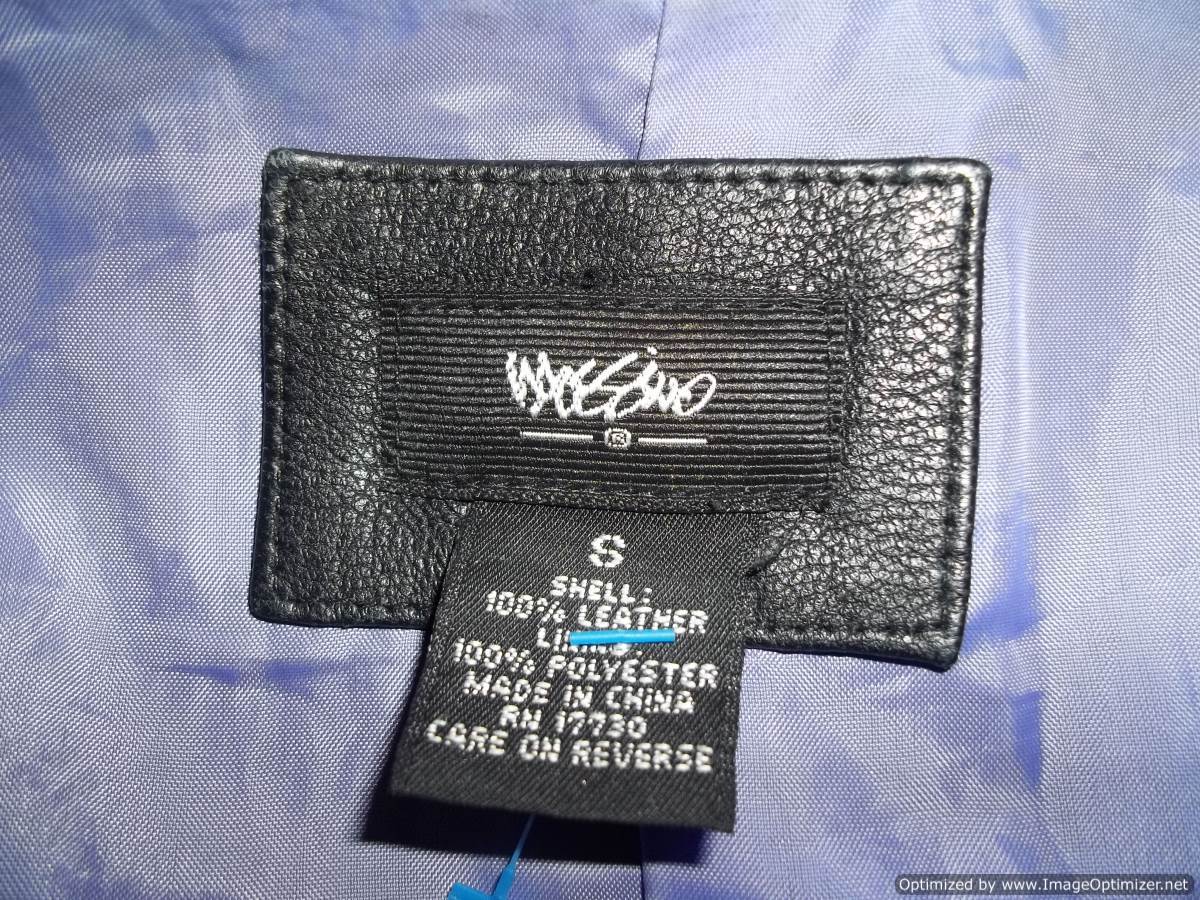 mossimo
®
S
SHELL:
100% LEATHER
100% POLYESTER
MADE IN CHINA
RN 17730
CARE ON REVERSE
Optimized by www.ImageOptimizer.net